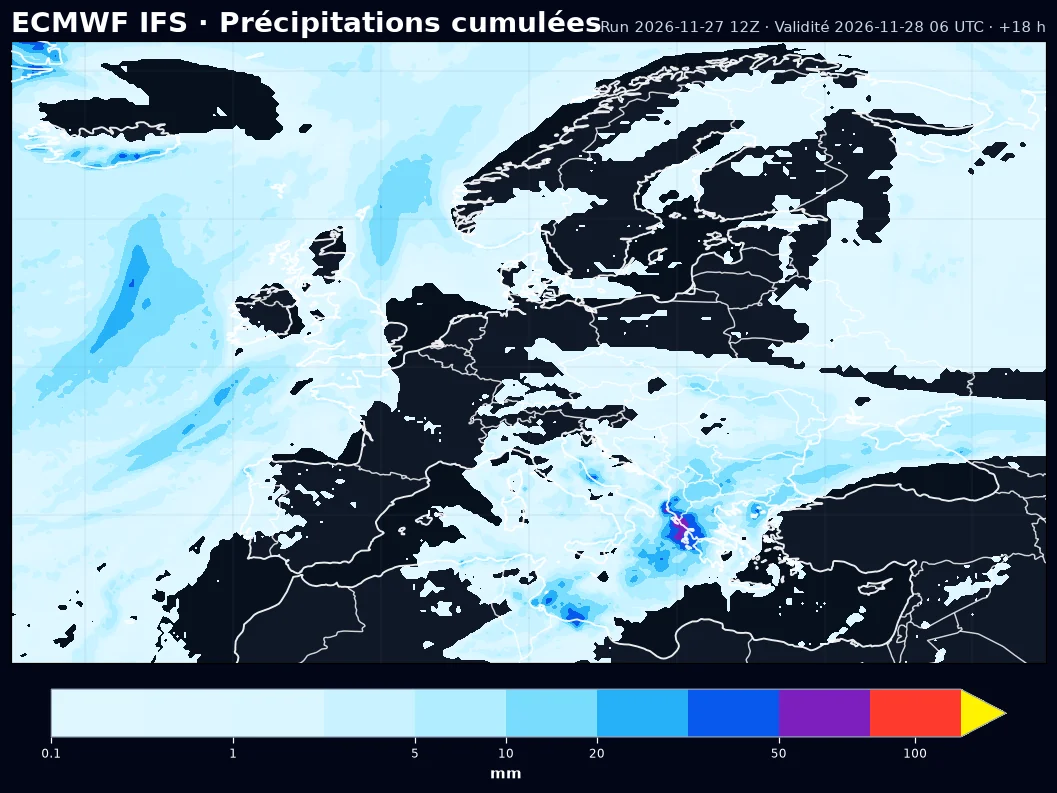 ECMWF IFS · Précipitations cumulées
Run 2026-11-27 12Z · Validité 2026-11-28 06 UTC · +18 h
0.1 1 5 10 20 50 100
mm